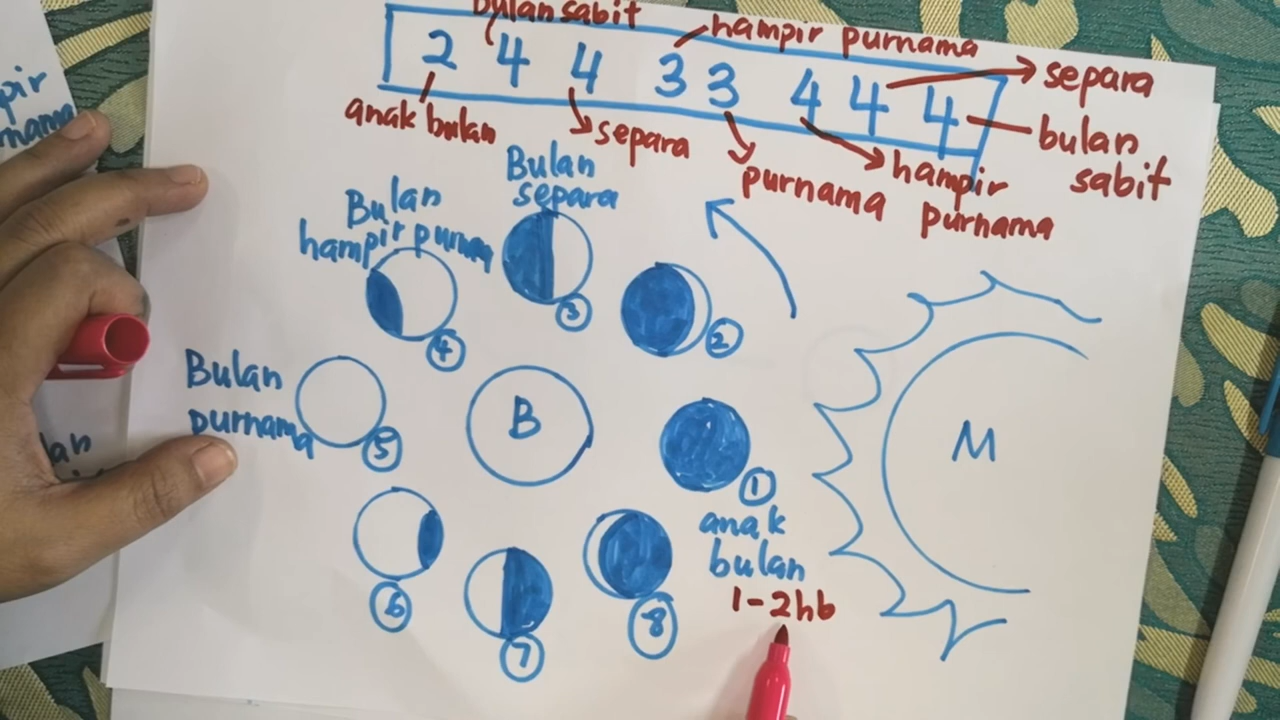 bulan sabit
hampir purnama
2 4 4 3 3 4 4 4
separa
anak bulan
separa
purnama
hampir
purnama
bulan
sabit
Bulan
separa
Bulan
hampir purnam
3
2
4
Bulan
purnama
5
B
M
1
anak
bulan
1-2hb
6
7
8
pir